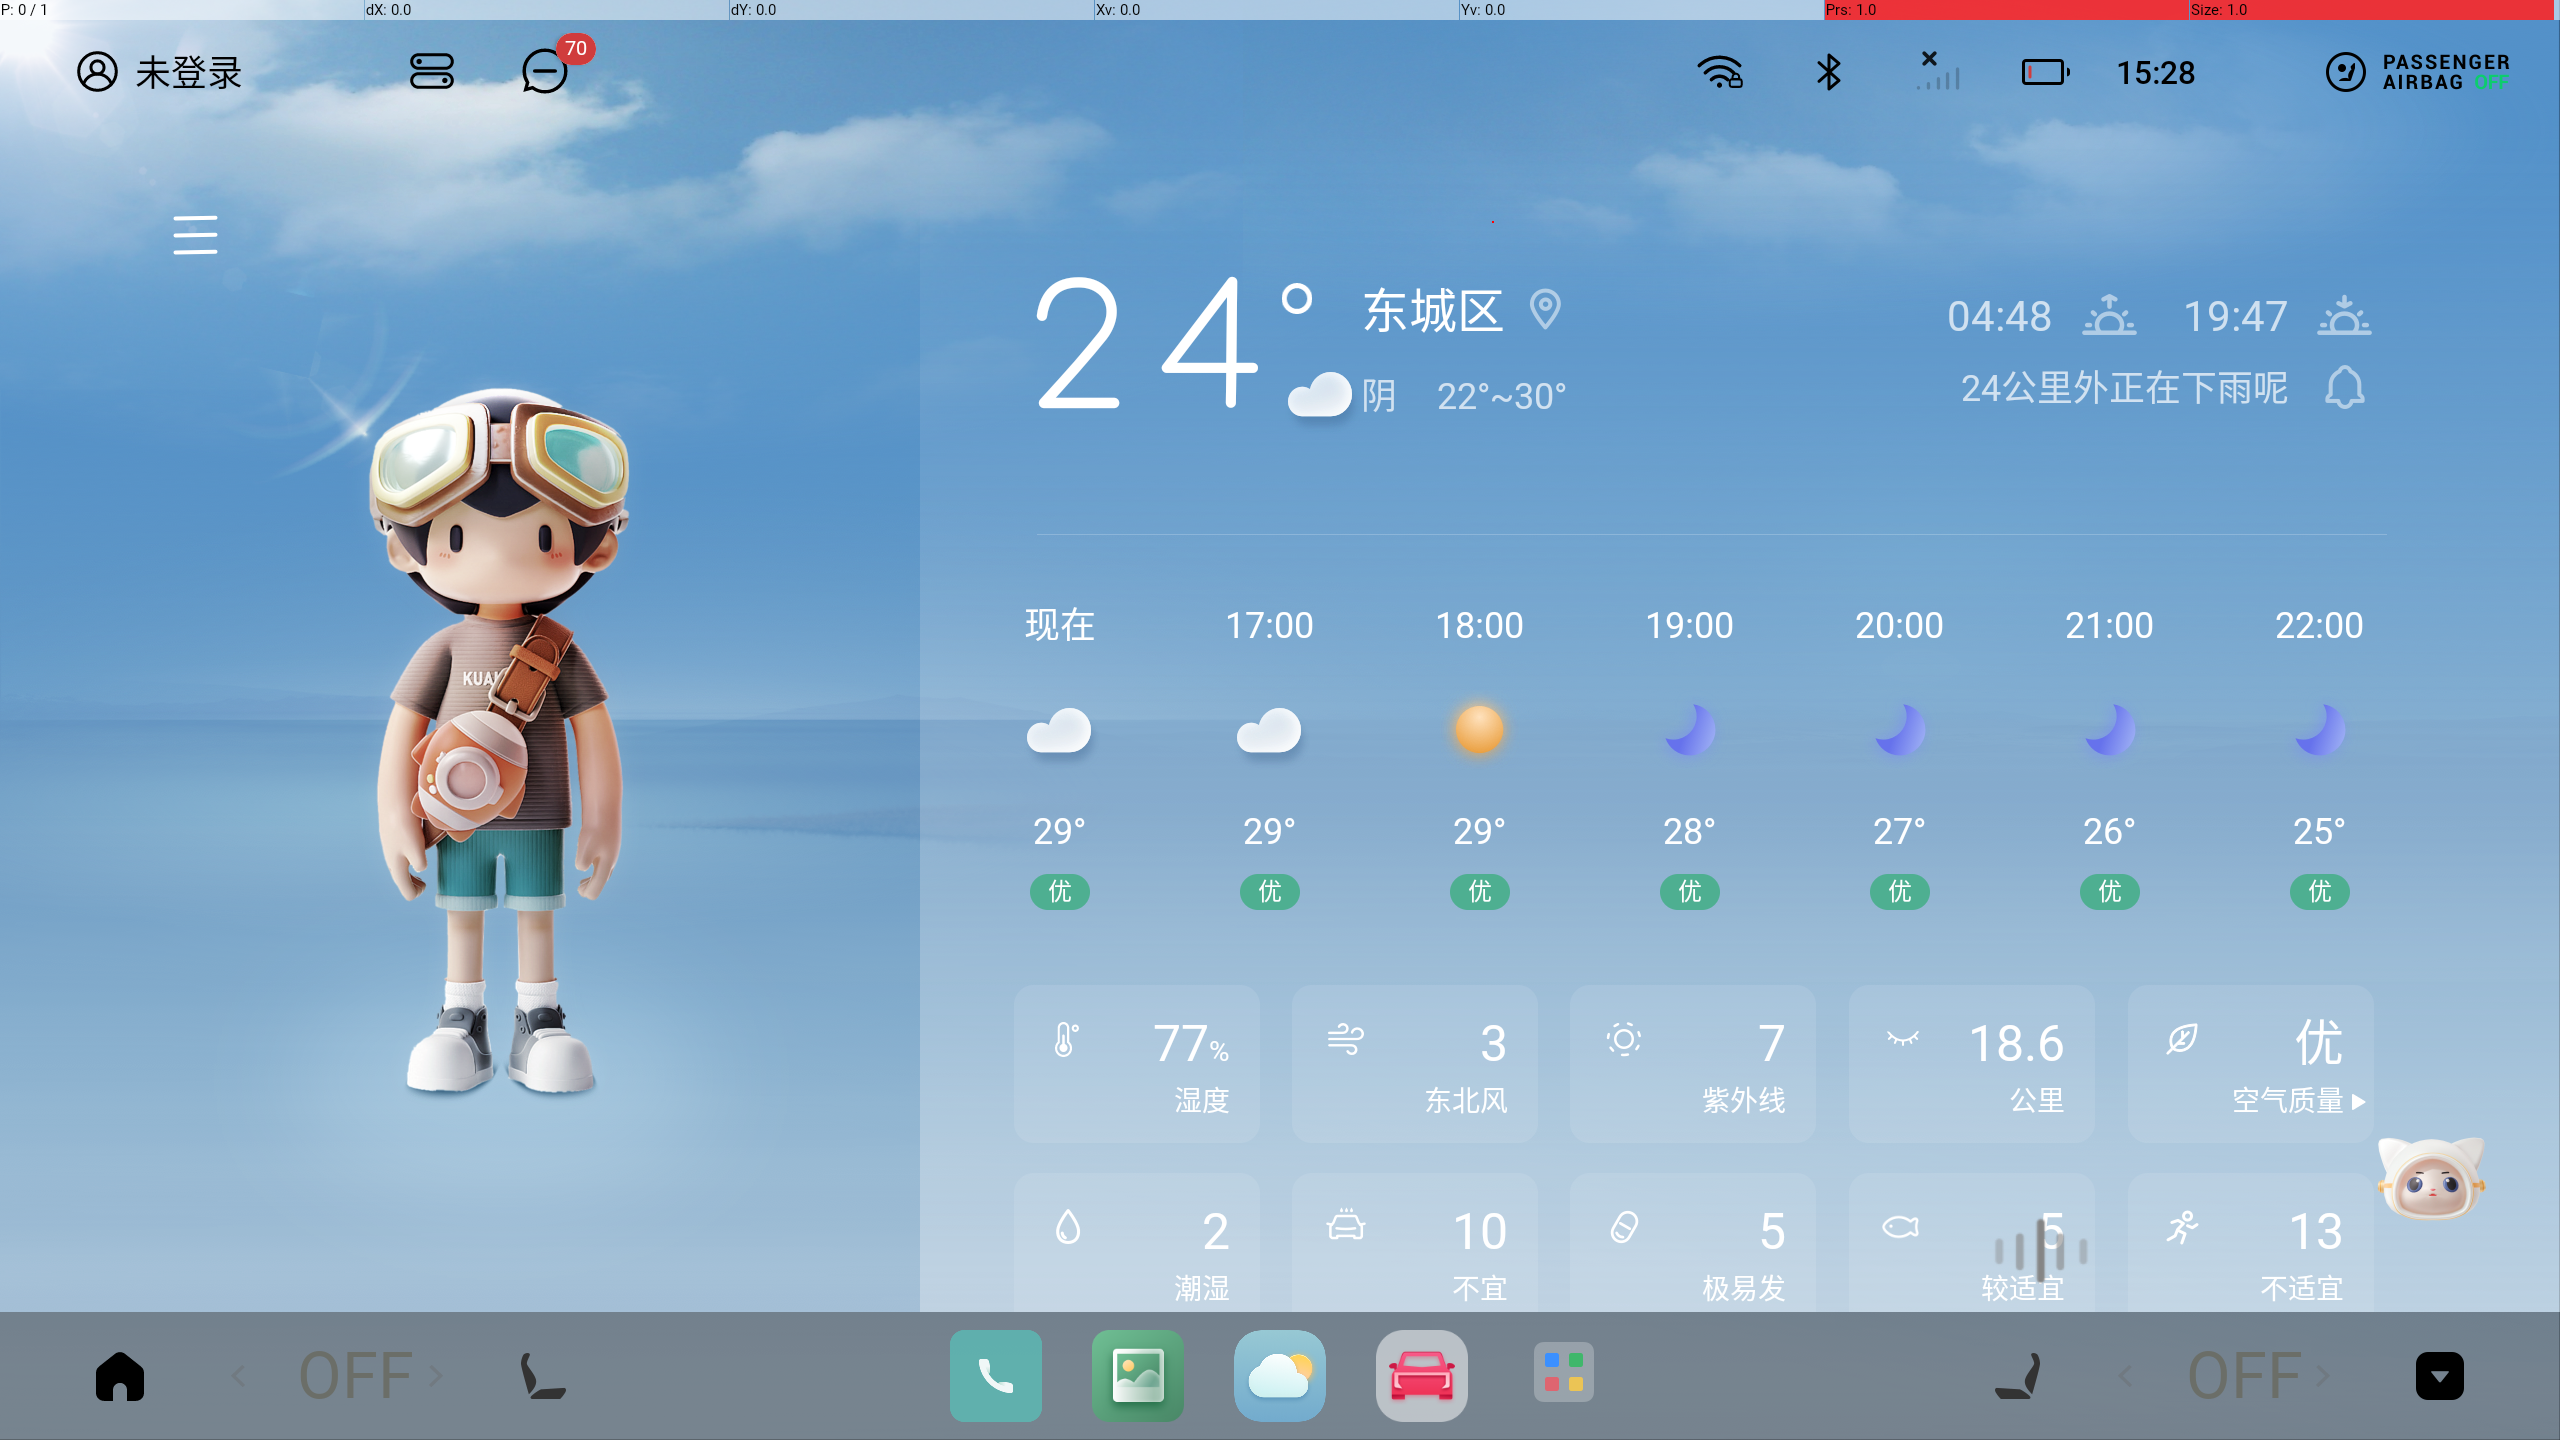 P: 0 / 1 dX: 0.0 dY: 0.0 Xv: 0.0 Yv: 0.0 Prs: 1.0 Size: 1.0
未登录 70 15:28 PASSENGER
AIRBAG OFF
24° 东城区 04:48 19:47
阴 22°~30° 24公里外正在下雨呢
现在 17:00 18:00 19:00 20:00 21:00 22:00
29° 29° 29° 28° 27° 26° 25°
优 优 优 优 优 优 优
77% 3 7 18.6 优
湿度 东北风 紫外线 公里 空气质量
2 10 5 5 13
潮湿 不宜 极易发 较适宜 不适宜
OFF OFF